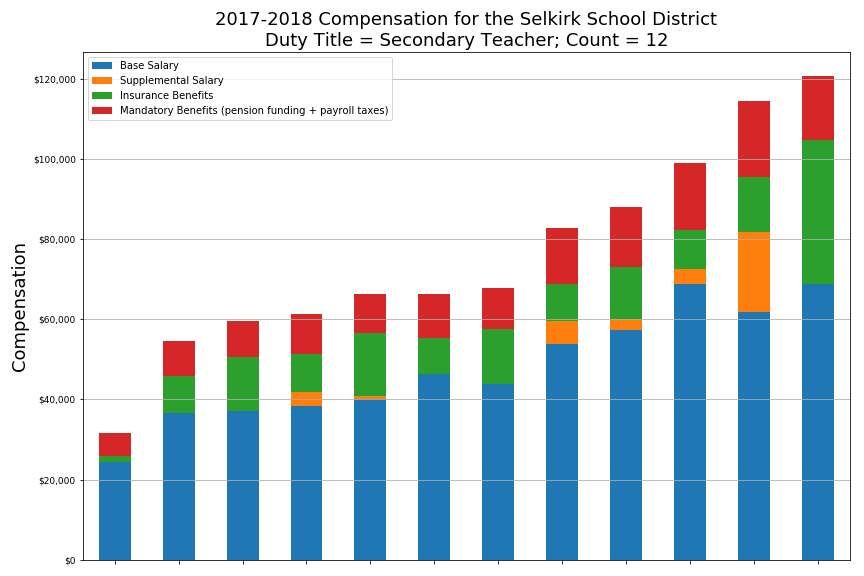 2017-2018 Compensation for the Selkirk School District
Duty Title = Secondary Teacher; Count = 12
Base Salary
Supplemental Salary
Insurance Benefits
Mandatory Benefits (pension funding + payroll taxes)
$120,000
$100,000
$80,000
$60,000
$40,000
$20,000
$0
Compensation